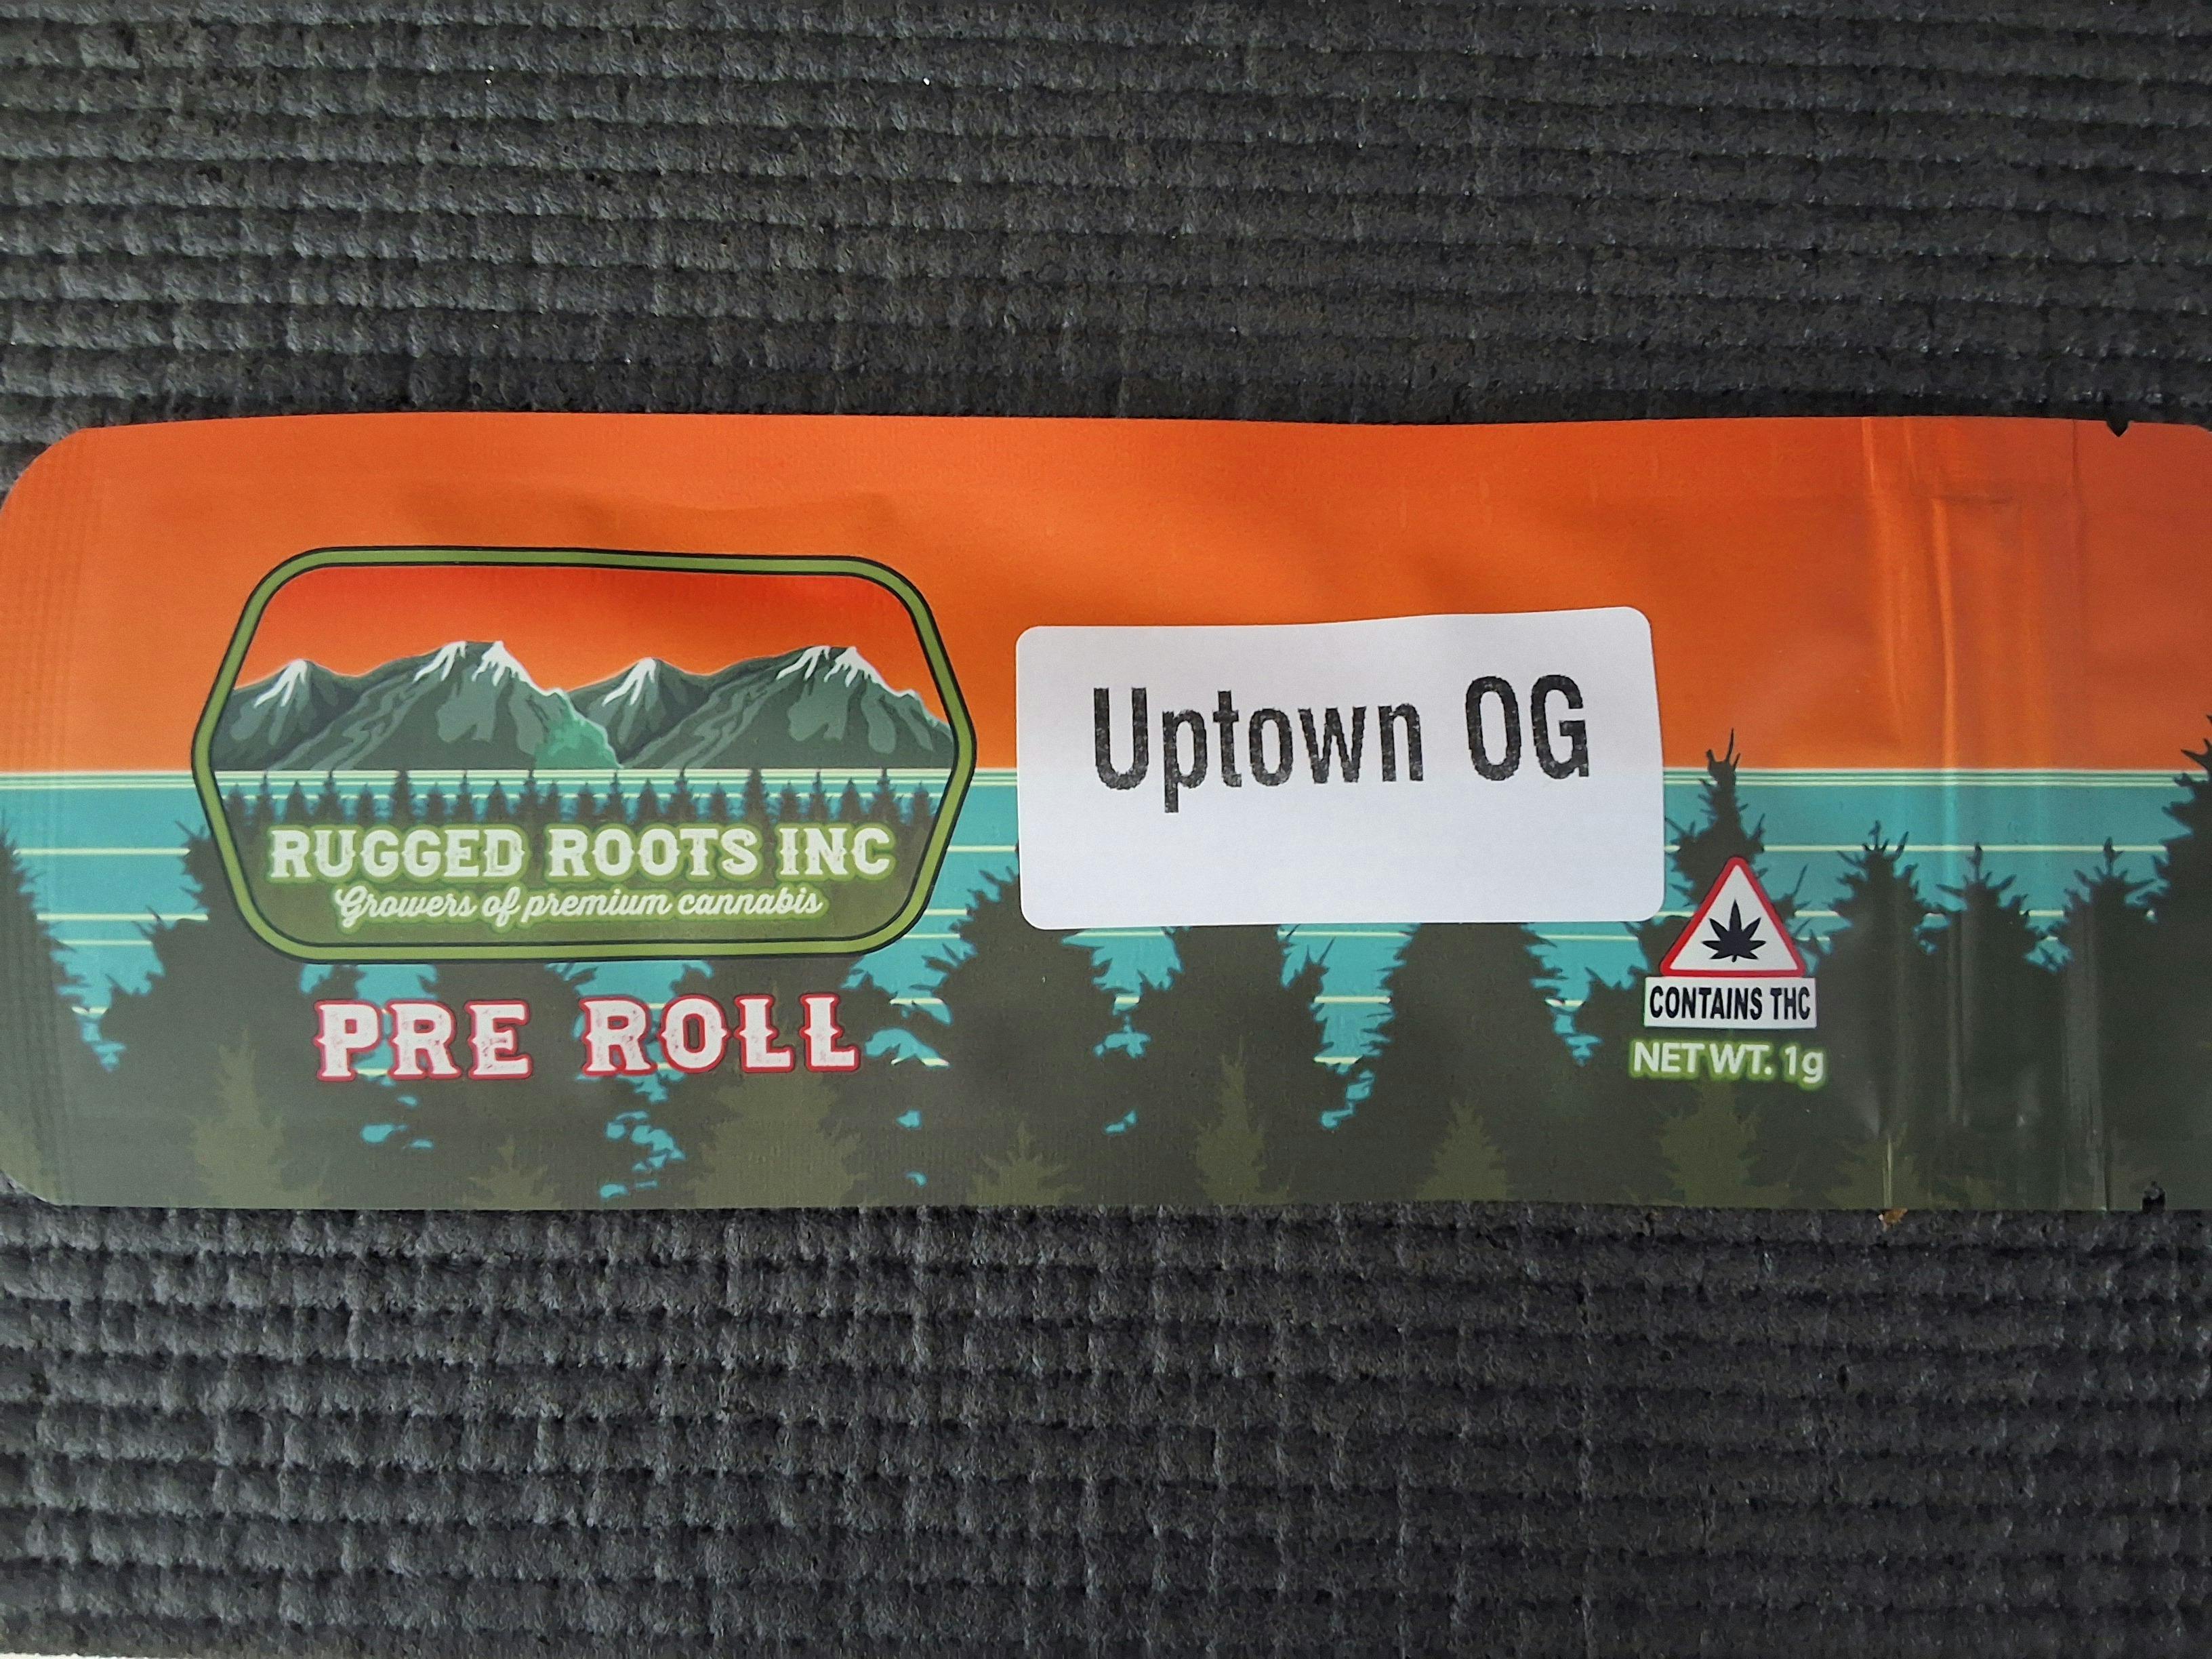 RUGGED ROOTS INC
Growers of premium cannabis
PRE ROLL
Uptown OG
CONTAINS THC
NET WT. 1g